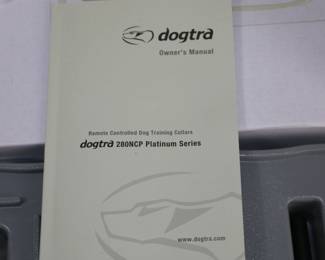 dogtra
Owner's Manual
Remote Controlled Dog Training Collars
dogtra 280NCP Platinum Series
www.dogtra.com